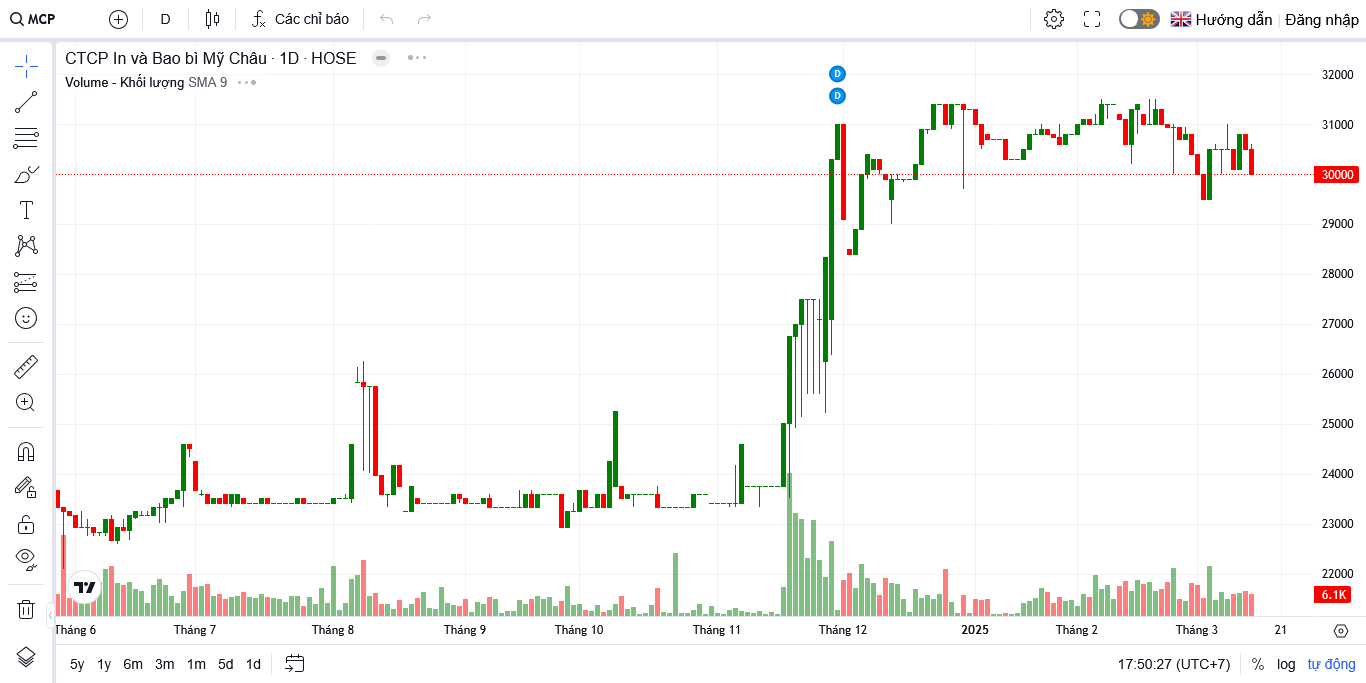 MCP D Các chỉ báo Hướng dẫn Đăng nhập
CTCP In và Bao bì Mỹ Châu · 1D · HOSE
Volume - Khối lượng SMA 9
D
D
32000
31000
30000
29000
28000
27000
26000
25000
24000
23000
22000
6.1K
Tháng 6 Tháng 7 Tháng 8 Tháng 9 Tháng 10 Tháng 11 Tháng 12 2025 Tháng 2 Tháng 3 21
5y 1y 6m 3m 1m 5d 1d 17:50:27 (UTC+7) % log tự động